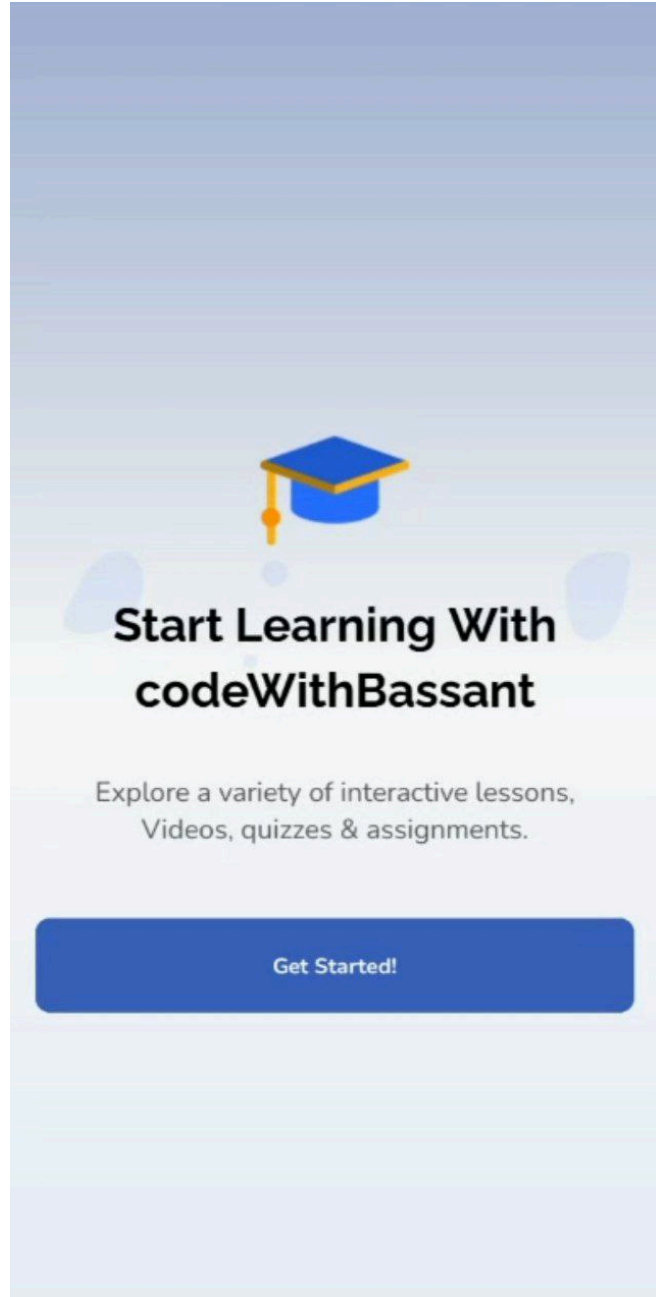 Start Learning With
codeWithBassant
Explore a variety of interactive lessons,
Videos, quizzes & assignments.
Get Started!